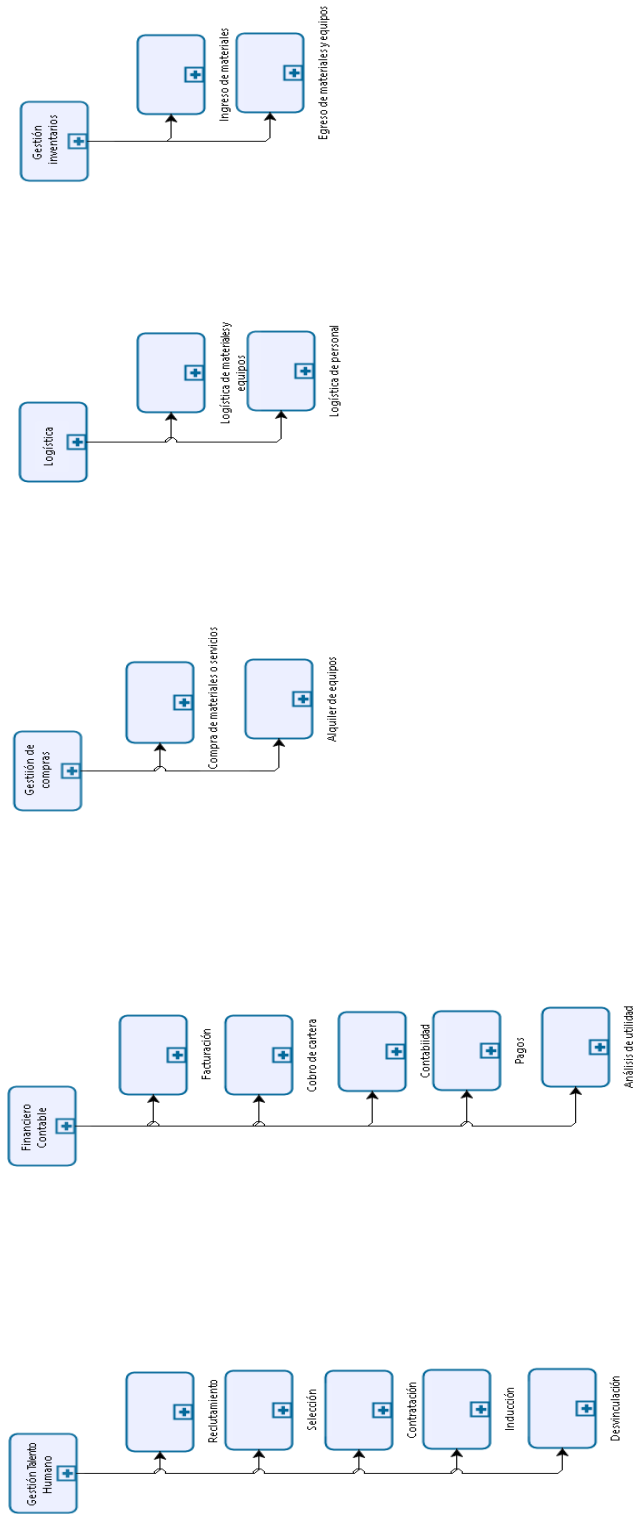 Gestión Talento
Humano
Reclutamiento
Selección
Contratación
Inducción
Desvinculación
Financiero
Contable
Facturación
Cobro de cartera
Contabilidad
Pagos
Análisis de utilidad
Gestiión de
compras
Compra de materiales o servicios
Alquiler de equipos
Logística
Logística de materiales y
equipos
Logística de personal
Gestión
inventarios
Ingreso de materiales
Egreso de materiales y equipos